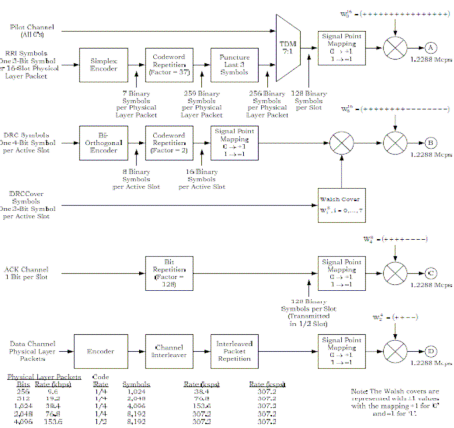 Pilot Channel
(All 0's)
RRI Symbols
One 3-Bit Symbol
per 16-Slot Physical
Layer Packet
Simplex
Encoder
Codeword
Repetition
(Factor = 37)
Puncture
Last 3
Symbols
TDM
7:1
Signal Point
Mapping
0 → +1
1 → -1
A
1.2288 Mcps
7 Binary
Symbols
per Physical
Layer Packet
259 Binary
Symbols
per Physical
Layer Packet
256 Binary
Symbols
per Physical
Layer Packet
128 Binary
Symbols
per Slot
DRC Symbols
One 4-Bit Symbol
per Active Slot
Bi-
Orthogonal
Encoder
Codeword
Repetition
(Factor = 2)
Signal Point
Mapping
0 → +1
1 → -1
B
1.2288 Mcps
8 Binary
Symbols
per Active Slot
16 Binary
Symbols
per Active Slot
DRCCover
Symbols
One 3-Bit Symbol
per Active Slot
Walsh Cover
ACK Channel
1 Bit per Slot
Bit
Repetition
(Factor =
128)
Signal Point
Mapping
0 → +1
1 → -1
C
1.2288 Mcps
128 Binary
Symbols per Slot
(Transmitted
in 1/2 Slot)
Data Channel
Physical Layer
Packets
Encoder
Channel
Interleaver
Interleaved
Packet
Repetition
Signal Point
Mapping
0 → +1
1 → -1
D
1.2288 Mcps
Physical Layer Packets Code
Bits Rate (kbps) Rate Symbols Rate (ksps) Rate (ksps)
256 9.6 1/4 1,024 38.4 307.2
512 19.2 1/4 2,048 76.8 307.2
1,024 38.4 1/4 4,096 153.6 307.2
2,048 76.8 1/4 8,192 307.2 307.2
4,096 153.6 1/2 8,192 307.2 307.2
Note: The Walsh covers are
represented with ±1 values
with the mapping +1 for '0'
and -1 for '1'.